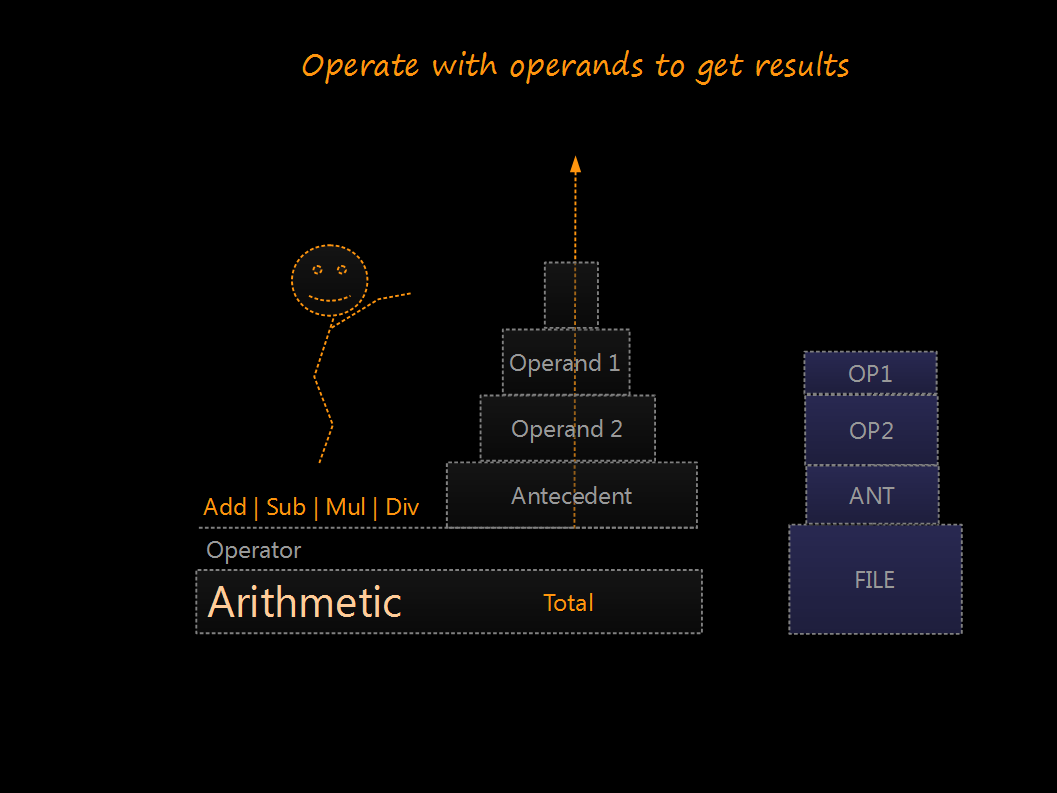 Operate with operands to get results
Operand 1
Operand 2
Antecedent
Add | Sub | Mul | Div
Operator
Arithmetic
Total
OP1
OP2
ANT
FILE